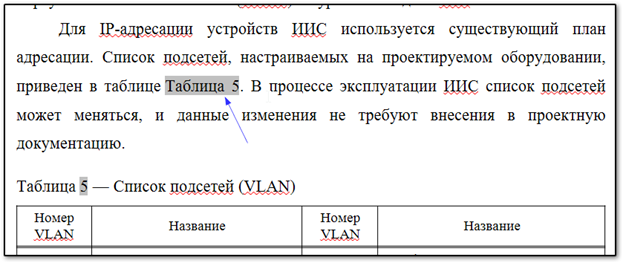 Для IP-адресации устройств ИИС используется существующий план
адресации. Список подсетей, настраиваемых на проектируемом оборудовании,
приведен в таблице Таблица 5. В процессе эксплуатации ИИС список подсетей
может меняться, и данные изменения не требуют внесения в проектную
документацию.
Таблица 5 — Список подсетей (VLAN)
Номер VLAN Название Номер VLAN Название